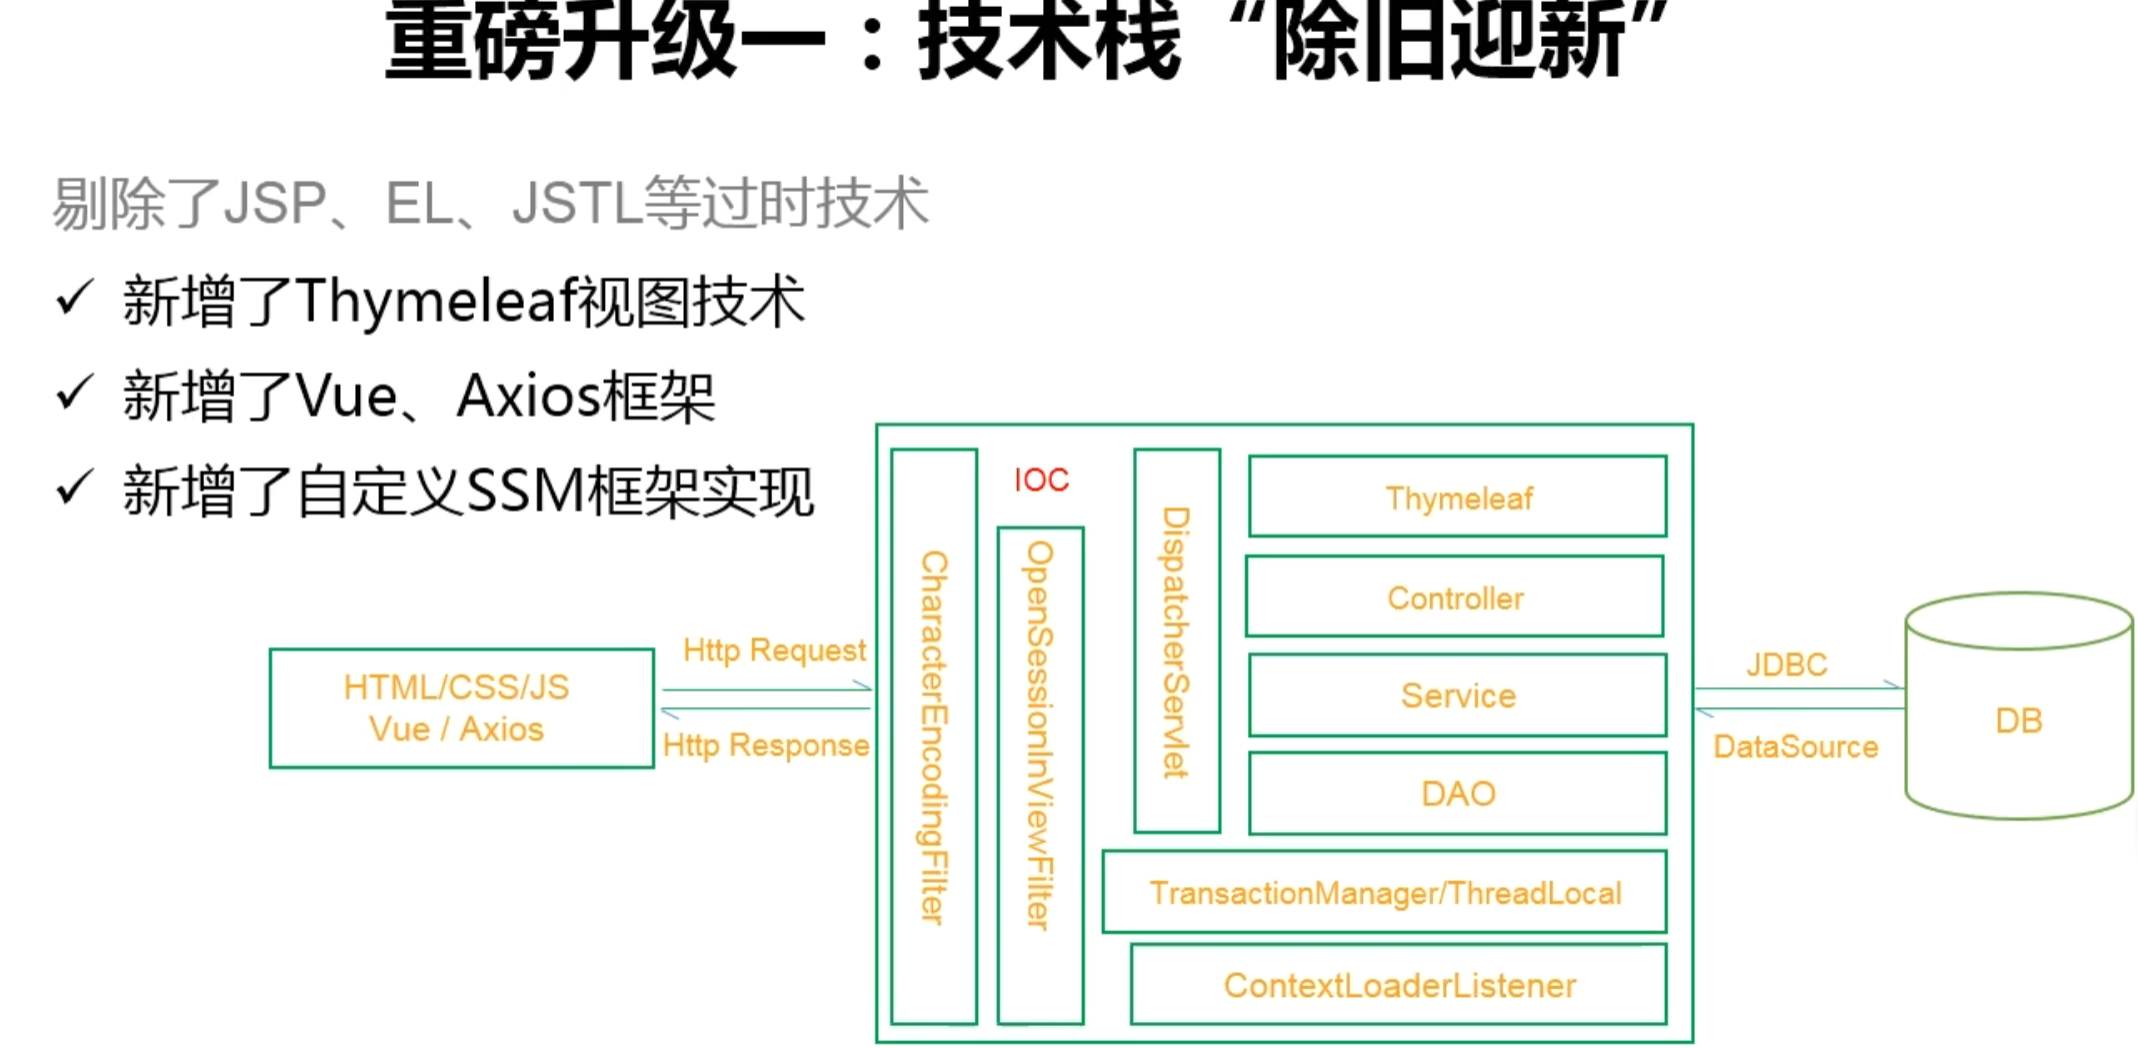 重磅升级一：技术栈“除旧迎新”
剔除了JSP、EL、JSTL等过时技术
✓ 新增了Thymeleaf视图技术
✓ 新增了Vue、Axios框架
✓ 新增了自定义SSM框架实现
HTML/CSS/JS
Vue / Axios
Http Request
Http Response
CharacterEncodingFilter
IOC
OpenSessionInViewFilter
DispatcherServlet
Thymeleaf
Controller
Service
DAO
TransactionManager/ThreadLocal
ContextLoaderListener
JDBC
DataSource
DB